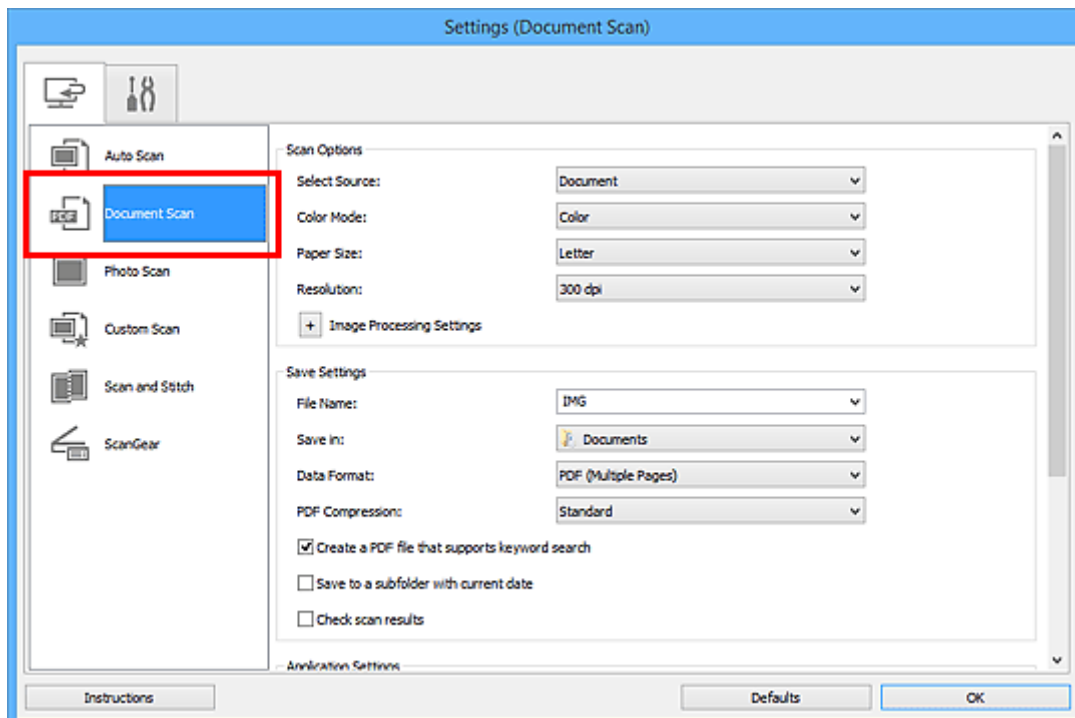 Settings (Document Scan)
Auto Scan
PDF
Document Scan
Photo Scan
Custom Scan
Scan and Stitch
ScanGear
Scan Options
Select Source: Document
Color Mode: Color
Paper Size: Letter
Resolution: 300 dpi
+ Image Processing Settings
Save Settings
File Name: IMG
Save in: Documents
Data Format: PDF (Multiple Pages)
PDF Compression: Standard
Create a PDF file that supports keyword search
Save to a subfolder with current date
Check scan results
Application Settings
Instructions Defaults OK